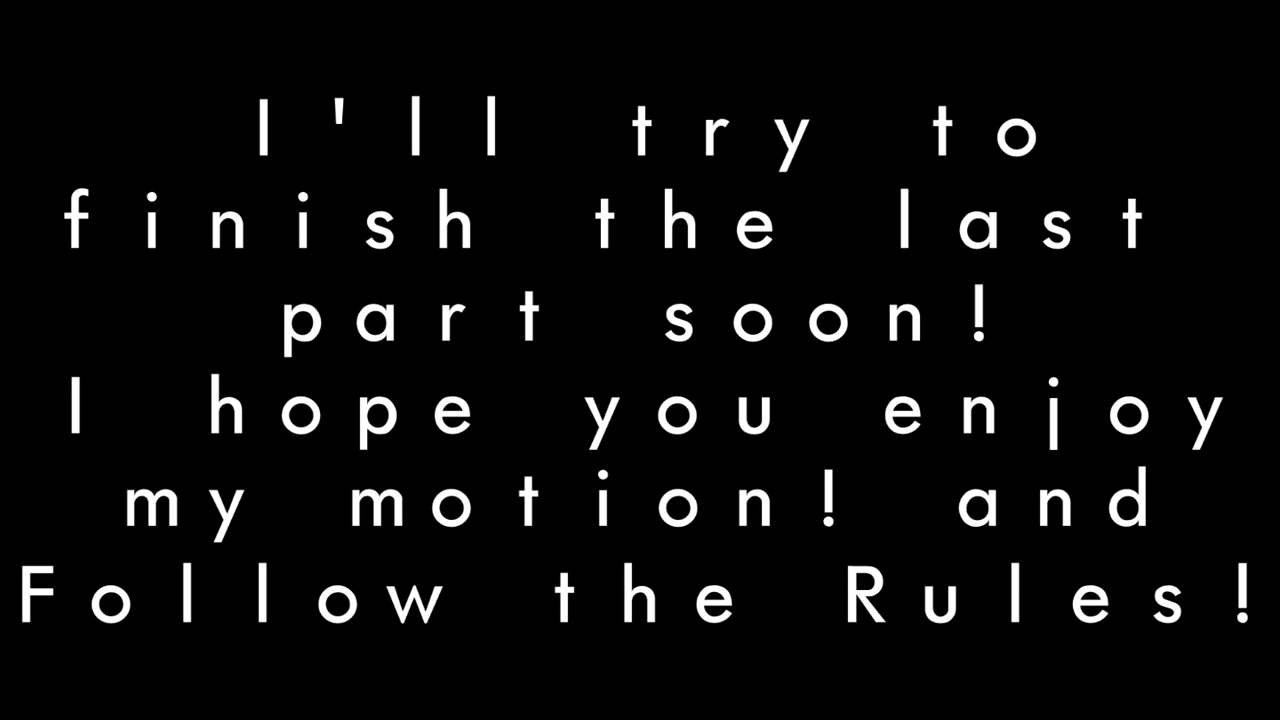 I'll try to
finish the last
part soon!
I hope you enjoy
my motion! and
Follow the Rules!